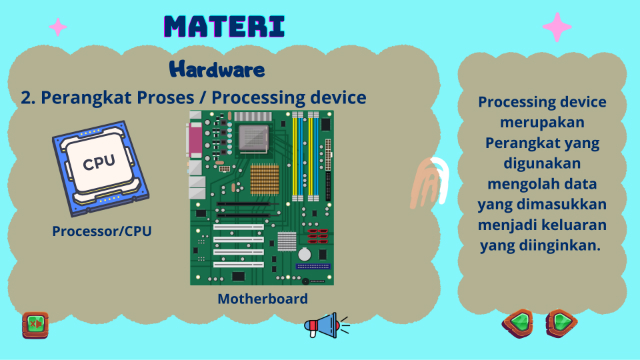 MATERI
Hardware
2. Perangkat Proses / Processing device
CPU
Processor/CPU
Motherboard
Processing device
merupakan
Perangkat yang
digunakan
mengolah data
yang dimasukkan
menjadi keluaran
yang diinginkan.